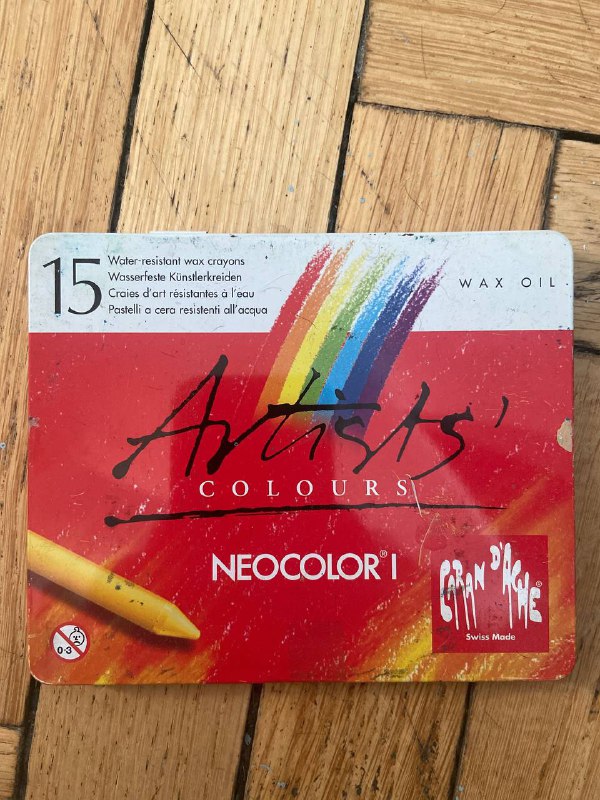 15
Water-resistant wax crayons
Wasserfeste Künstlerkreiden
Craies d'art résistantes à l'eau
Pastelli a cera resistenti all'acqua
WAX OIL
Artists'
COLOURS
NEOCOLOR® I
CARAN D'ACHE®
Swiss Made
0-3